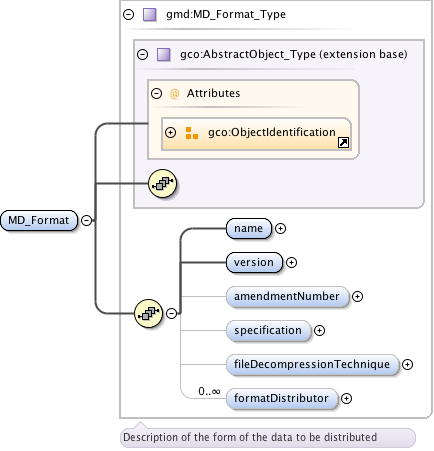 gmd:MD_Format_Type
gco:AbstractObject_Type (extension base)
@ Attributes
gco:ObjectIdentification
MD_Format
name
version
amendmentNumber
specification
fileDecompressionTechnique
0..∞
formatDistributor
Description of the form of the data to be distributed